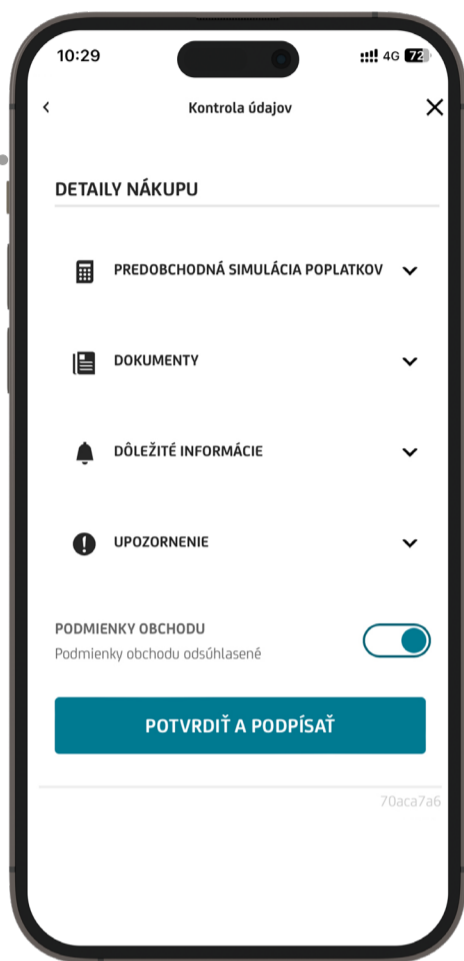 10:29
4G 72
Kontrola údajov
DETAILY NÁKUPU
PREDOBCHODNÁ SIMULÁCIA POPLATKOV
DOKUMENTY
DÔLEŽITÉ INFORMÁCIE
UPOZORNENIE
PODMIENKY OBCHODU
Podmienky obchodu odsúhlasené
POTVRDIŤ A PODPÍSAŤ
70aca7a6